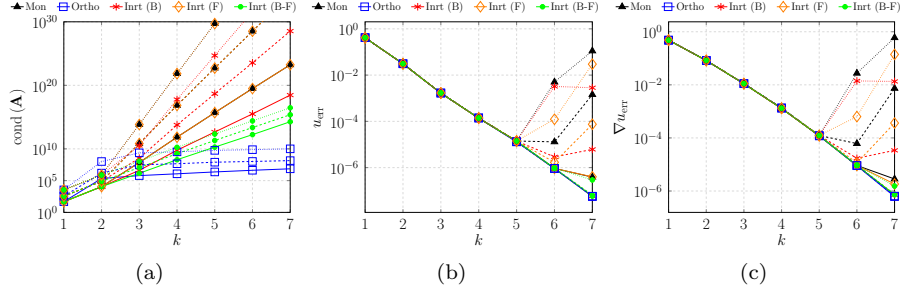 Mon Ortho Inrt (B) Inrt (F) Inrt (B-F)
10^30
10^20
10^10
10^5
10^0
cond (A)
1 2 3 4 5 6 7
k
(a)
Mon Ortho Inrt (B) Inrt (F) Inrt (B-F)
10^0
10^−2
10^−4
10^−6
u_err
1 2 3 4 5 6 7
k
(b)
Mon Ortho Inrt (B) Inrt (F) Inrt (B-F)
10^0
10^−2
10^−4
10^−6
∇u_err
1 2 3 4 5 6 7
k
(c)